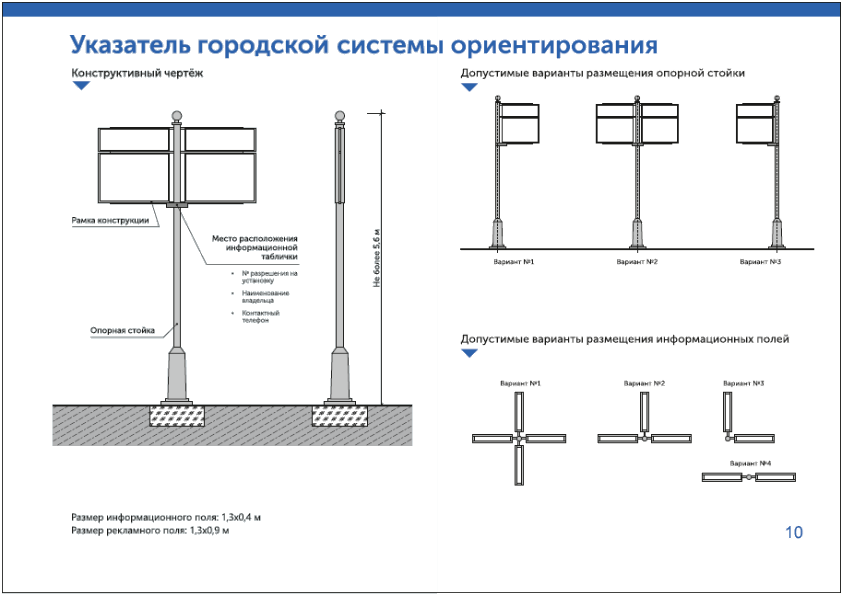 Указатель городской системы ориентирования
Конструктивный чертёж
Рамка конструкции
Место расположения
информационной
таблички
• № разрешения на
установку
• Наименование
владельца
• Контактный
телефон
Опорная стойка
Не более 5,6 м
Размер информационного поля: 1,3х0,4 м
Размер рекламного поля: 1,3х0,9 м
Допустимые варианты размещения опорной стойки
Вариант №1
Вариант №2
Вариант №3
Допустимые варианты размещения информационных полей
Вариант №1
Вариант №2
Вариант №3
Вариант №4
10